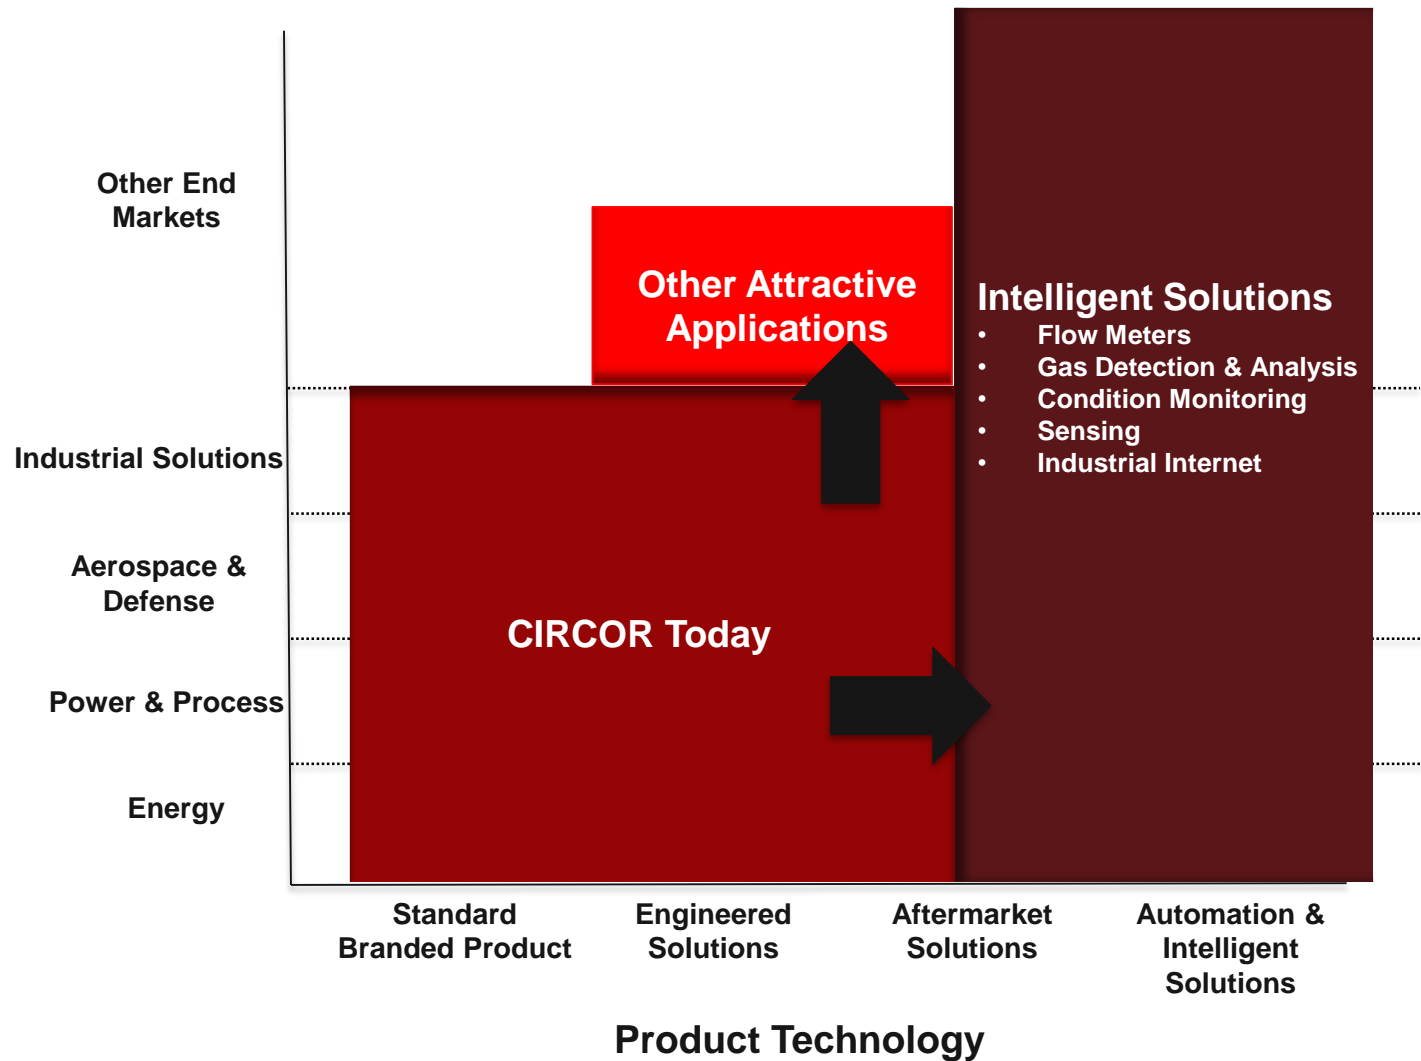 Other End
Markets
Other Attractive
Applications
Intelligent Solutions
• Flow Meters
• Gas Detection & Analysis
• Condition Monitoring
• Sensing
• Industrial Internet
Industrial Solutions
Aerospace &
Defense
CIRCOR Today
Power & Process
Energy
Standard
Branded Product
Engineered
Solutions
Aftermarket
Solutions
Automation &
Intelligent
Solutions
Product Technology